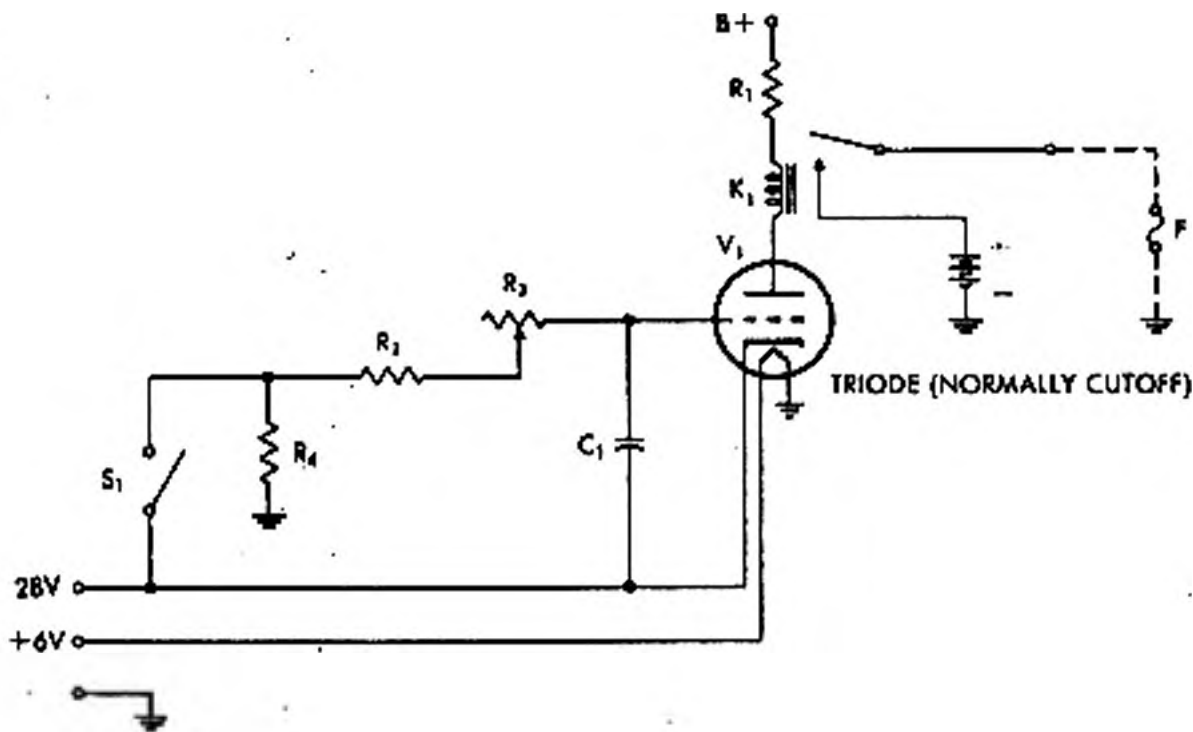 B+
R₁
K₁
V₁
F
+
−
R₃
R₂
TRIODE (NORMALLY CUTOFF)
C₁
R₄
S₁
28V
+6V